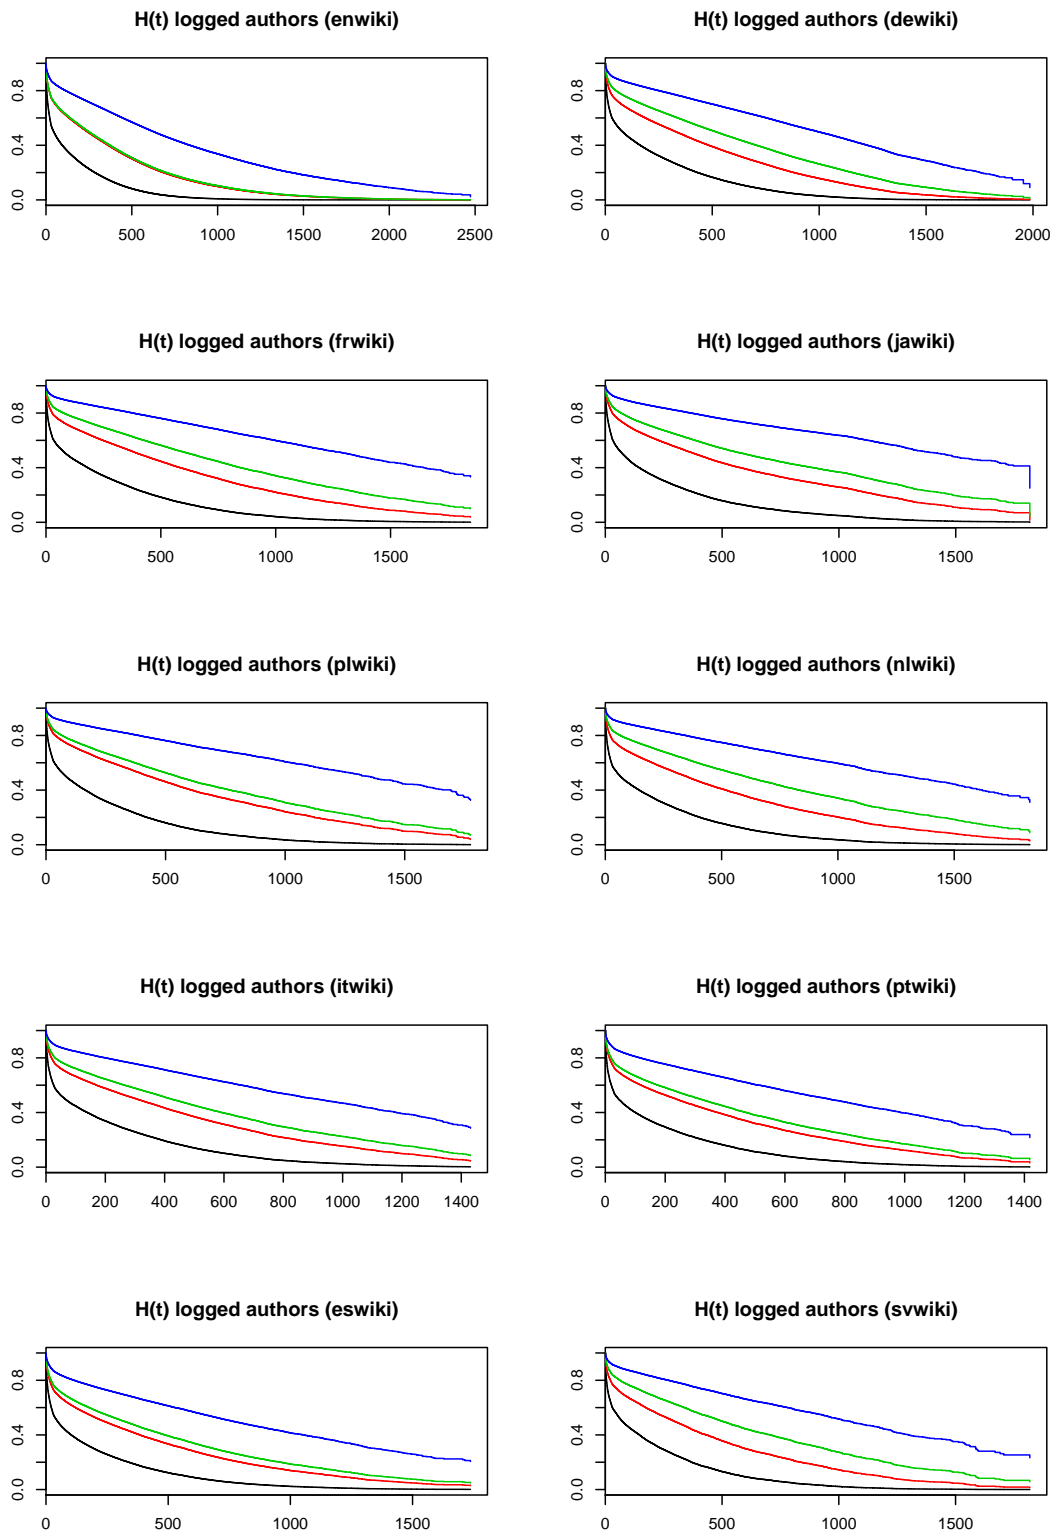 H(t) logged authors (enwiki)
0.0 0.4 0.8
0 500 1000 1500 2000 2500
H(t) logged authors (dewiki)
0.0 0.4 0.8
0 500 1000 1500 2000
H(t) logged authors (frwiki)
0.0 0.4 0.8
0 500 1000 1500
H(t) logged authors (jawiki)
0.0 0.4 0.8
0 500 1000 1500
H(t) logged authors (plwiki)
0.0 0.4 0.8
0 500 1000 1500
H(t) logged authors (nlwiki)
0.0 0.4 0.8
0 500 1000 1500
H(t) logged authors (itwiki)
0.0 0.4 0.8
0 200 400 600 800 1000 1200 1400
H(t) logged authors (ptwiki)
0.0 0.4 0.8
0 200 400 600 800 1000 1200 1400
H(t) logged authors (eswiki)
0.0 0.4 0.8
0 500 1000 1500
H(t) logged authors (svwiki)
0.0 0.4 0.8
0 500 1000 1500